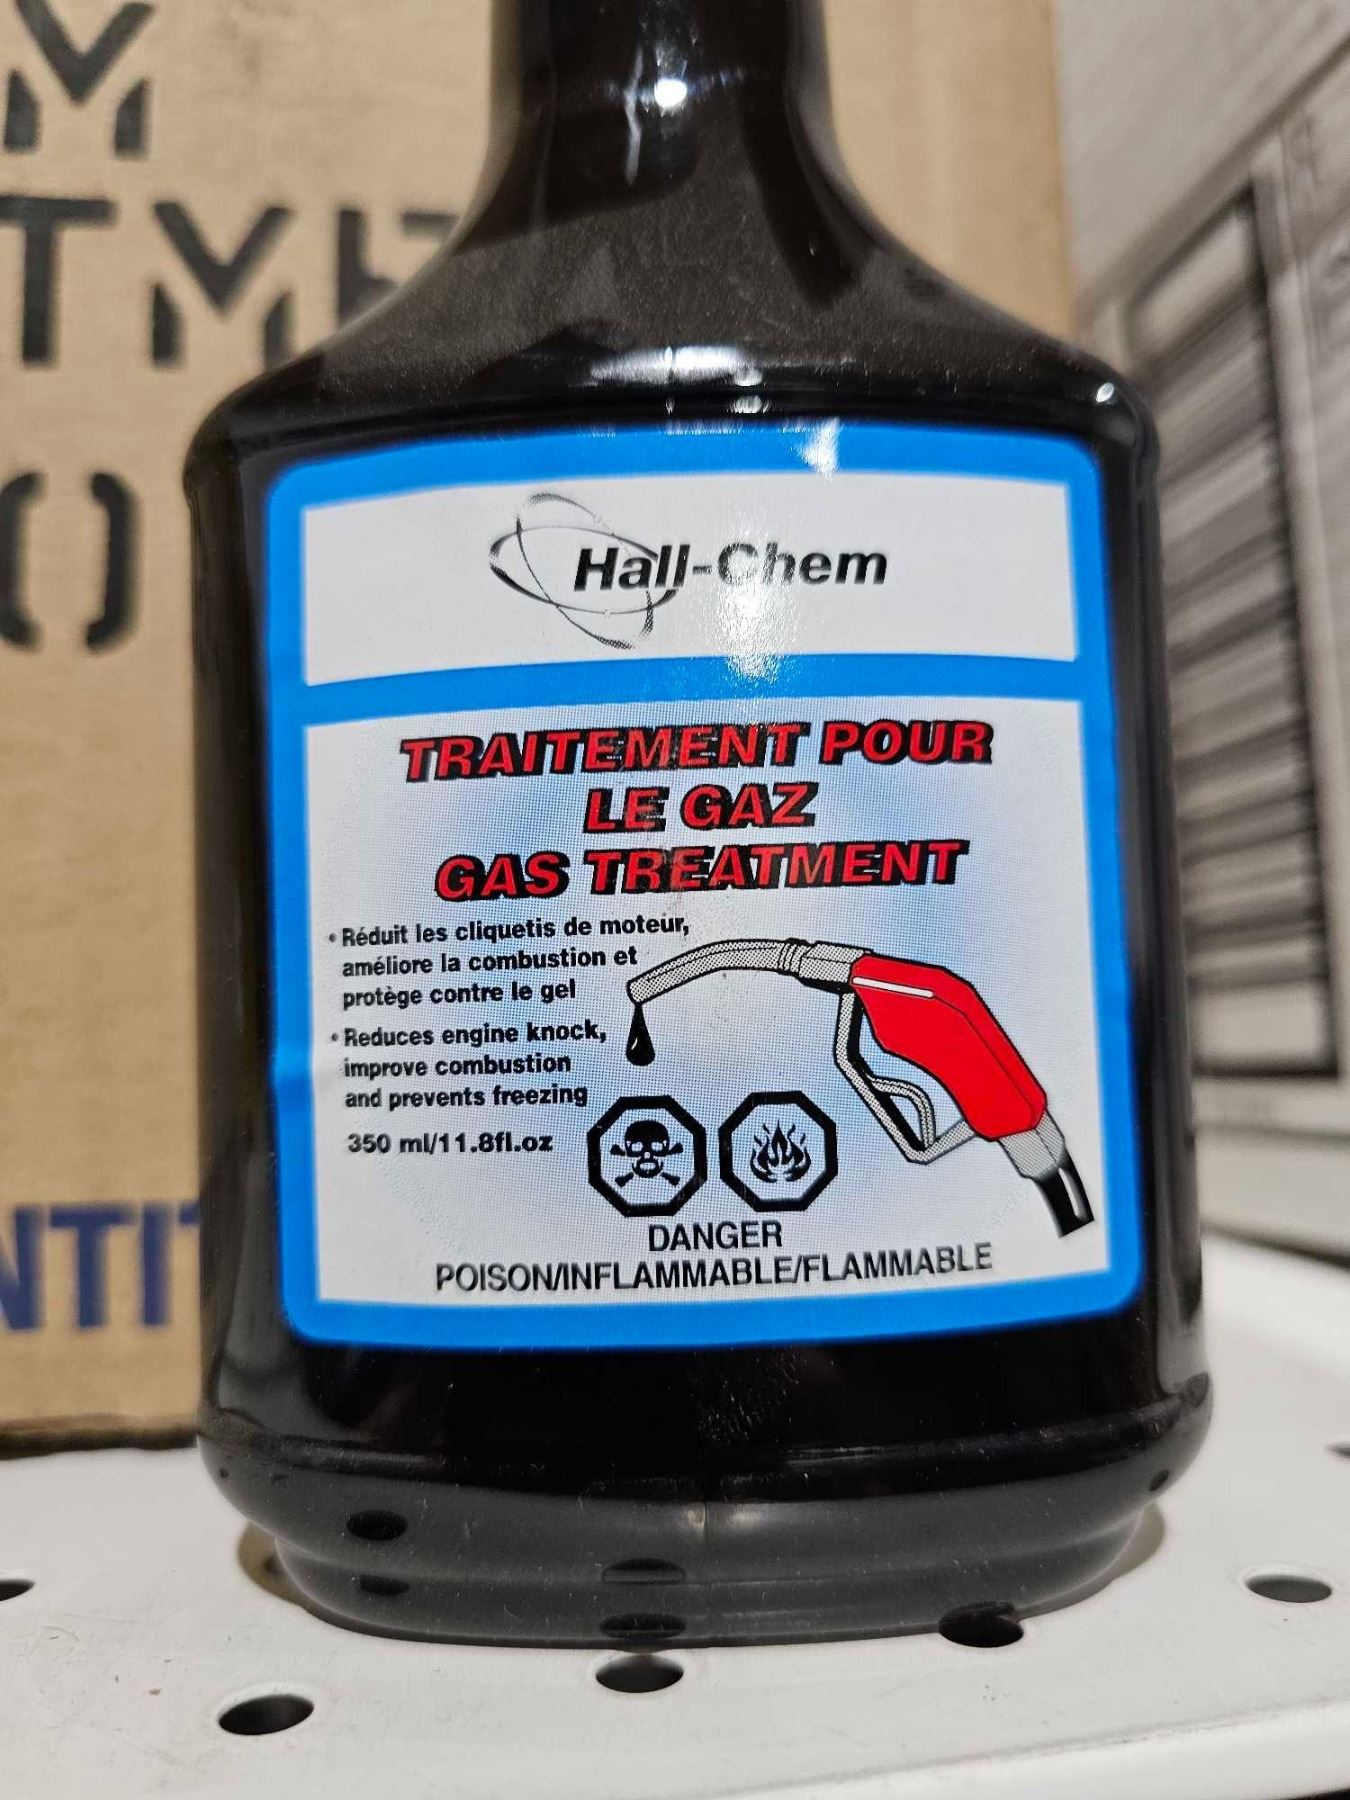 Hall-Chem
TRAITEMENT POUR
LE GAZ
GAS TREATMENT
• Réduit les cliquetis de moteur,
améliore la combustion et
protège contre le gel
• Reduces engine knock,
improve combustion
and prevents freezing
350 ml/11.8fl.oz
DANGER
POISON/INFLAMMABLE/FLAMMABLE